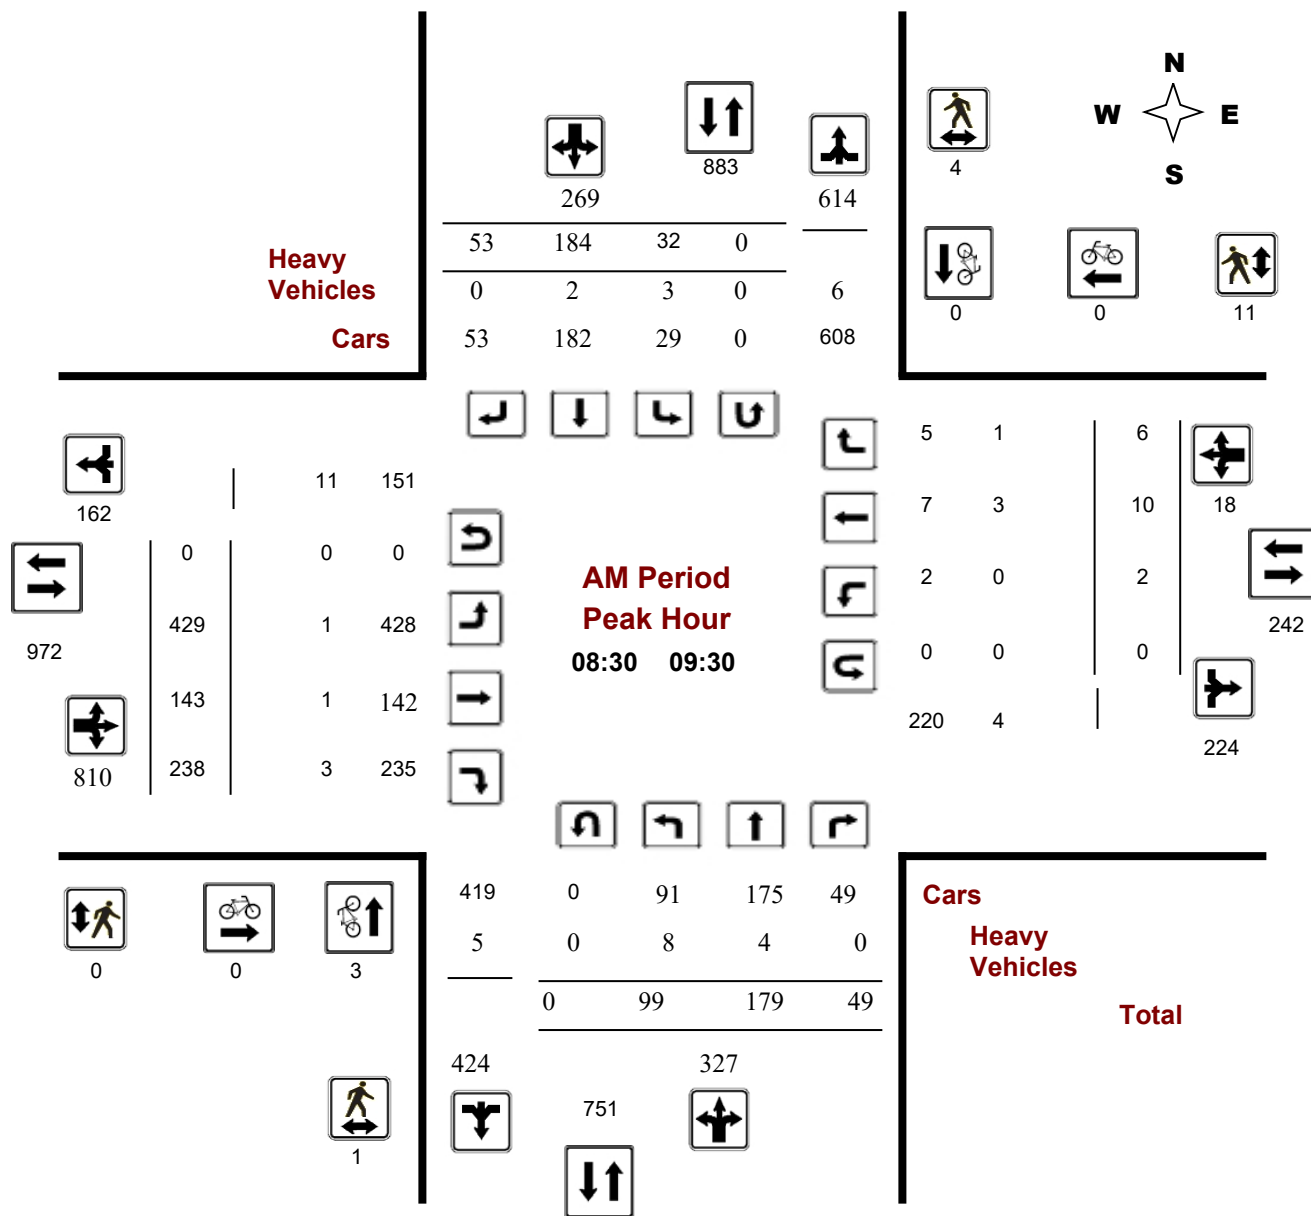 N
W E
S
883
4
269
614
53 184 32 0
Heavy
Vehicles
0 2 3 0 6
Cars
53 182 29 0 608
0 0 11
5 1 6
11 151
162
7 3 10 18
0 0 0
AM Period
2 0 2
Peak Hour
429 1 428
242
972
08:30 09:30
0 0 0
143 1 142
220 4
224
810
238 3 235
419 0 91 175 49
Cars
5 0 8 4 0
Heavy
Vehicles
0 0 3
0 99 179 49
Total
424 327
751
1